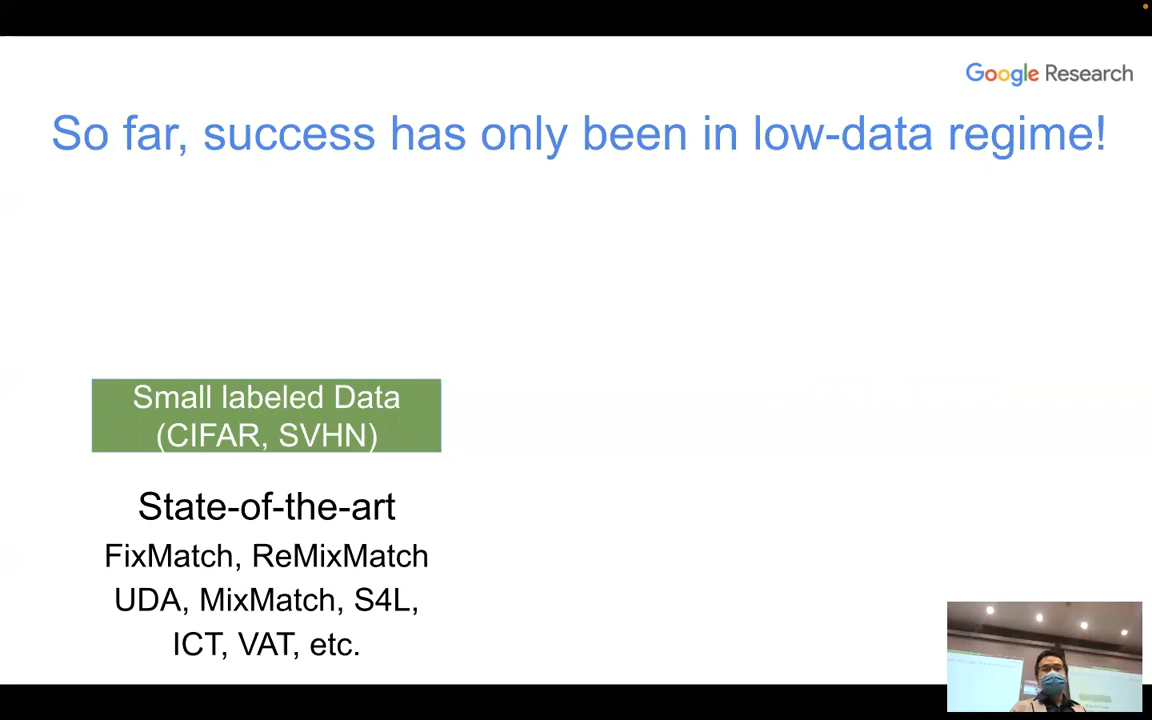 Google Research
So far, success has only been in low-data regime!
Small labeled Data
(CIFAR, SVHN)
State-of-the-art
FixMatch, ReMixMatch
UDA, MixMatch, S4L,
ICT, VAT, etc.